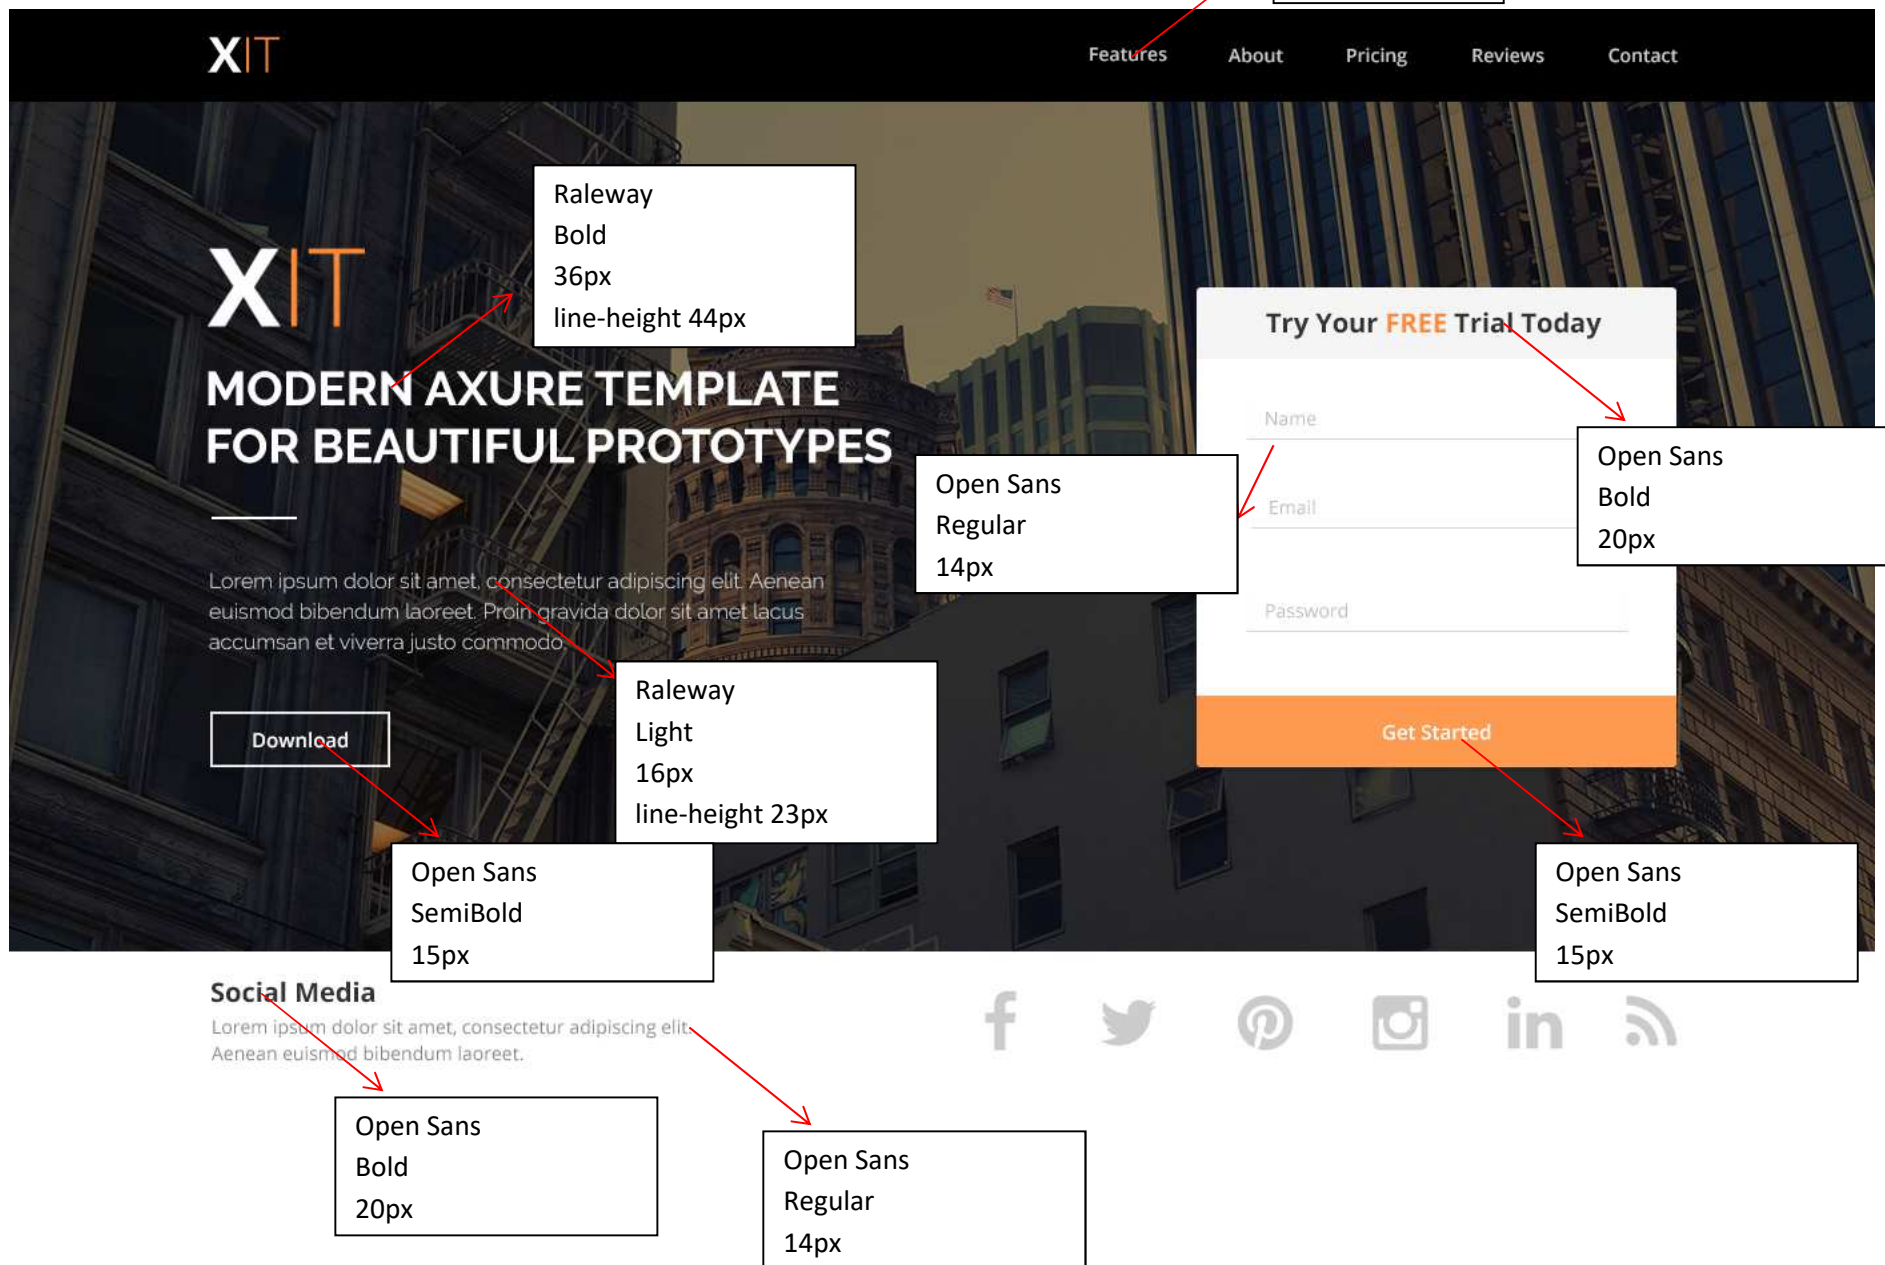 XIT
Features About Pricing Reviews Contact
Raleway
Bold
36px
line-height 44px
XIT
MODERN AXURE TEMPLATE
FOR BEAUTIFUL PROTOTYPES
Lorem ipsum dolor sit amet, consectetur adipiscing elit. Aenean
euismod bibendum laoreet. Proin gravida dolor sit amet lacus
accumsan et viverra justo commodo.
Raleway
Light
16px
line-height 23px
Download
Open Sans
SemiBold
15px
Try Your FREE Trial Today
Name
Email
Password
Get Started
Open Sans
Regular
14px
Open Sans
Bold
20px
Open Sans
SemiBold
15px
Social Media
Lorem ipsum dolor sit amet, consectetur adipiscing elit.
Aenean euismod bibendum laoreet.
f in
Open Sans
Bold
20px
Open Sans
Regular
14px